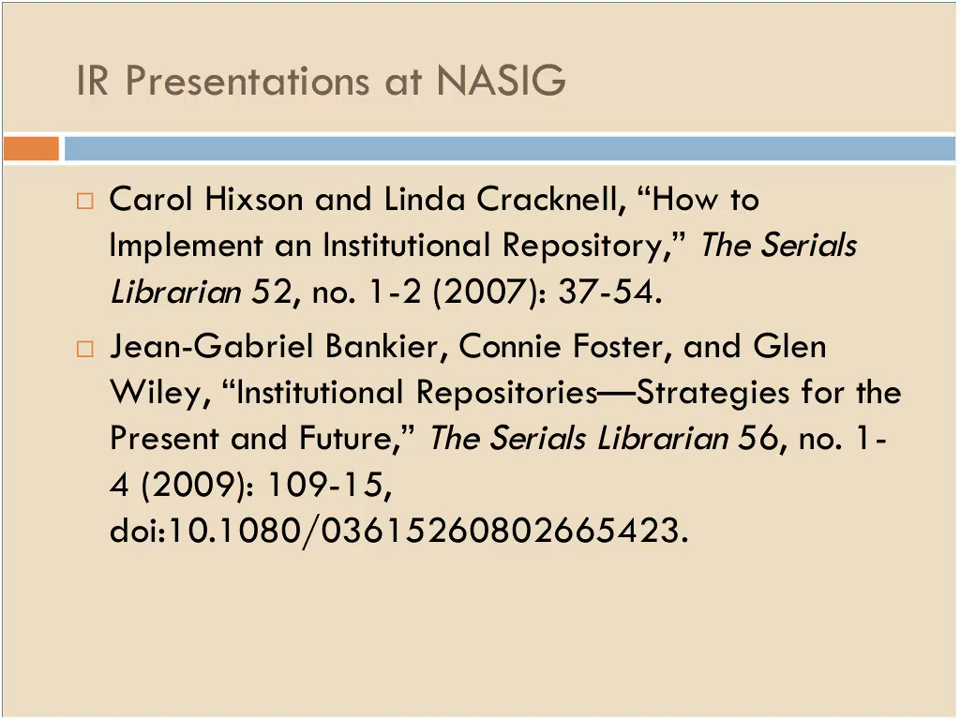 IR Presentations at NASIG
Carol Hixson and Linda Cracknell, “How to
Implement an Institutional Repository,” The Serials
Librarian 52, no. 1-2 (2007): 37-54.
Jean-Gabriel Bankier, Connie Foster, and Glen
Wiley, “Institutional Repositories—Strategies for the
Present and Future,” The Serials Librarian 56, no. 1-
4 (2009): 109-15,
doi:10.1080/03615260802665423.